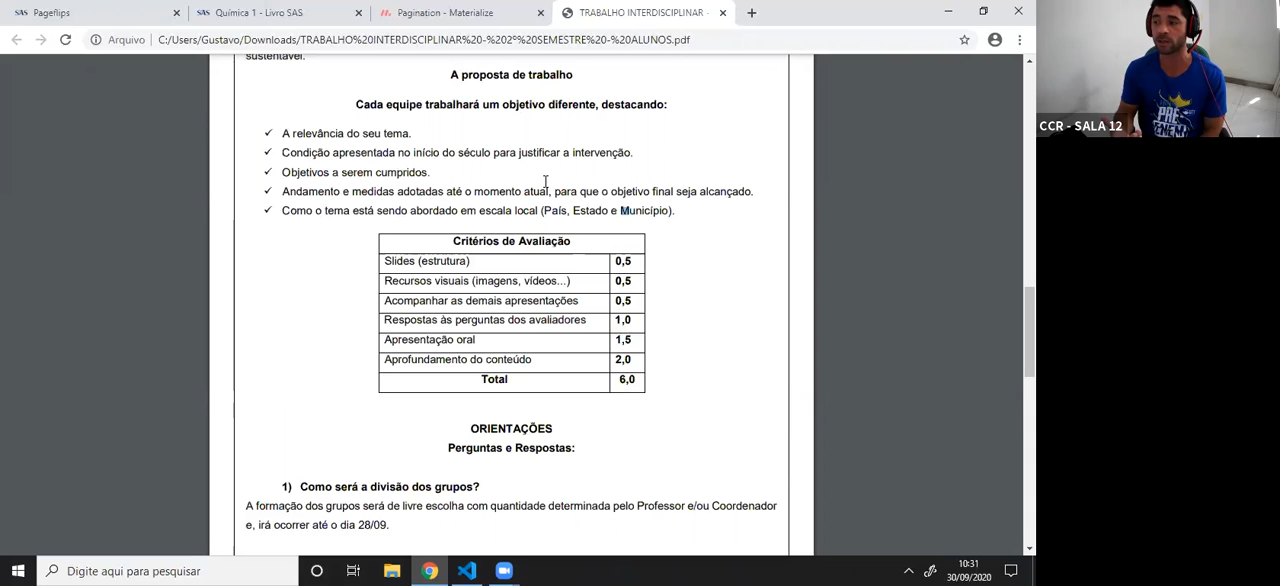 Pageflips
Química 1 - Livro SAS
Pagination - Materialize
TRABALHO INTERDISCIPLINAR -
Arquivo
C:/Users/Gustavo/Downloads/TRABALHO%20INTERDISCIPLINAR%20-%202º%20SEMESTRE%20-%20ALUNOS.pdf
sustentável.
A proposta de trabalho
Cada equipe trabalhará um objetivo diferente, destacando:
A relevância do seu tema.
Condição apresentada no início do século para justificar a intervenção.
Objetivos a serem cumpridos.
Andamento e medidas adotadas até o momento atual, para que o objetivo final seja alcançado.
Como o tema está sendo abordado em escala local (País, Estado e Município).
Critérios de Avaliação
Slides (estrutura) 0,5
Recursos visuais (imagens, vídeos...) 0,5
Acompanhar as demais apresentações 0,5
Respostas às perguntas dos avaliadores 1,0
Apresentação oral 1,5
Aprofundamento do conteúdo 2,0
Total 6,0
ORIENTAÇÕES
Perguntas e Respostas:
1) Como será a divisão dos grupos?
A formação dos grupos será de livre escolha com quantidade determinada pelo Professor e/ou Coordenador
e, irá ocorrer até o dia 28/09.
PRÉ
ENEM
CCR - SALA 12
Digite aqui para pesquisar
10:31
30/09/2020